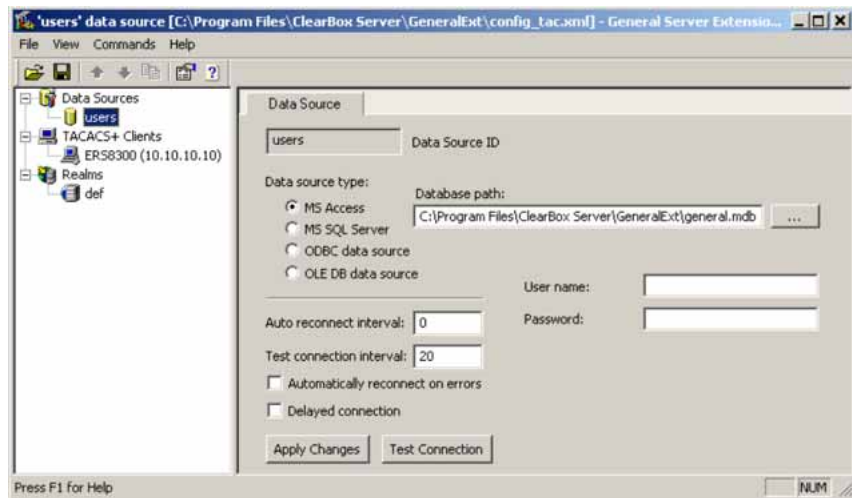 'users' data source [C:\Program Files\ClearBox Server\GeneralExt\config_tac.xml] - General Server Extensio...
File View Commands Help
Data Sources
users
TACACS+ Clients
ERS8300 (10.10.10.10)
Realms
def
Data Source
users
Data Source ID
Data source type:
MS Access
MS SQL Server
ODBC data source
OLE DB data source
Database path:
C:\Program Files\ClearBox Server\GeneralExt\general.mdb
...
User name:
Password:
Auto reconnect interval: 0
Test connection interval: 20
Automatically reconnect on errors
Delayed connection
Apply Changes Test Connection
Press F1 for Help NUM